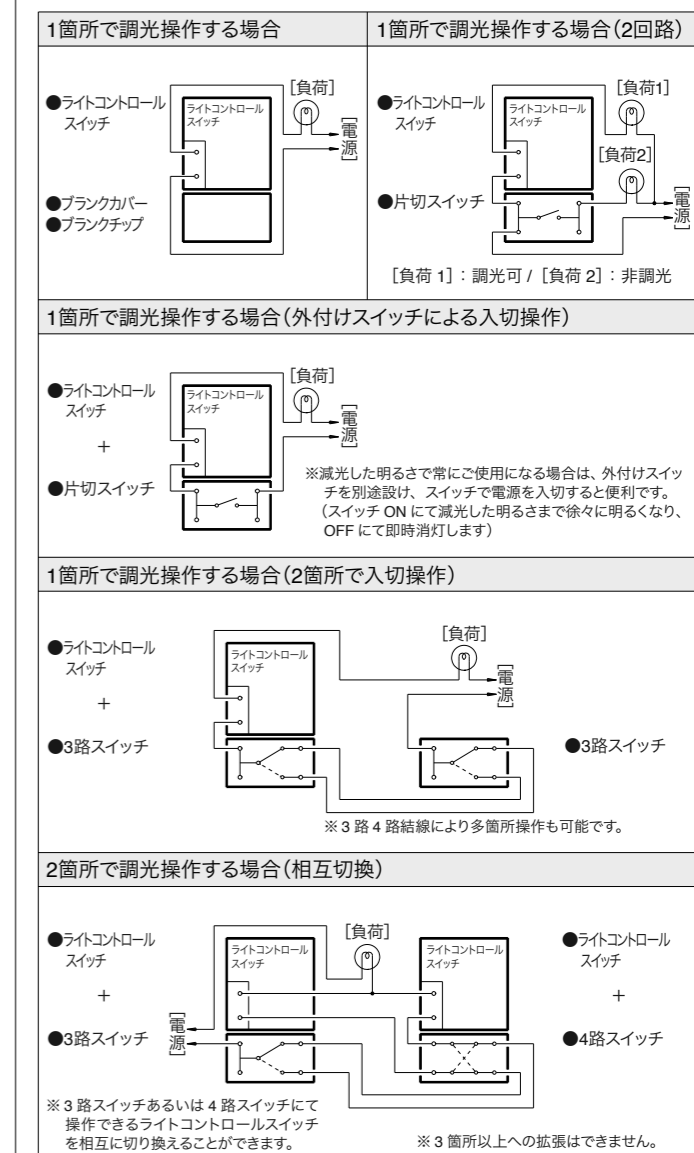 1箇所で調光操作する場合
●ライトコントロール
スイッチ
ライトコントロール
スイッチ
[負荷]
[電源]
●ブランクカバー
●ブランクチップ
1箇所で調光操作する場合(2回路)
●ライトコントロール
スイッチ
ライトコントロール
スイッチ
[負荷1]
[負荷2]
●片切スイッチ
[電源]
[負荷 1]:調光可 / [負荷 2]:非調光
1箇所で調光操作する場合(外付けスイッチによる入切操作)
●ライトコントロール
スイッチ
+
●片切スイッチ
ライトコントロール
スイッチ
[負荷]
[電源]
※減光した明るさで常にご使用になる場合は、外付けスイッ
チを別途設け、スイッチで電源を入切すると便利です。
(スイッチ ON にて減光した明るさまで徐々に明るくなり、
OFF にて即時消灯します)
1箇所で調光操作する場合(2箇所で入切操作)
●ライトコントロール
スイッチ
+
●3路スイッチ
ライトコントロール
スイッチ
[負荷]
[電源]
●3路スイッチ
※ 3 路 4 路結線により多箇所操作も可能です。
2箇所で調光操作する場合(相互切換)
●ライトコントロール
スイッチ
+
●3路スイッチ
[電源]
ライトコントロール
スイッチ
[負荷]
ライトコントロール
スイッチ
●ライトコントロール
スイッチ
+
●4路スイッチ
※ 3 路スイッチあるいは 4 路スイッチにて
操作できるライトコントロールスイッチ
を相互に切り換えることができます。
※ 3 箇所以上への拡張はできません。